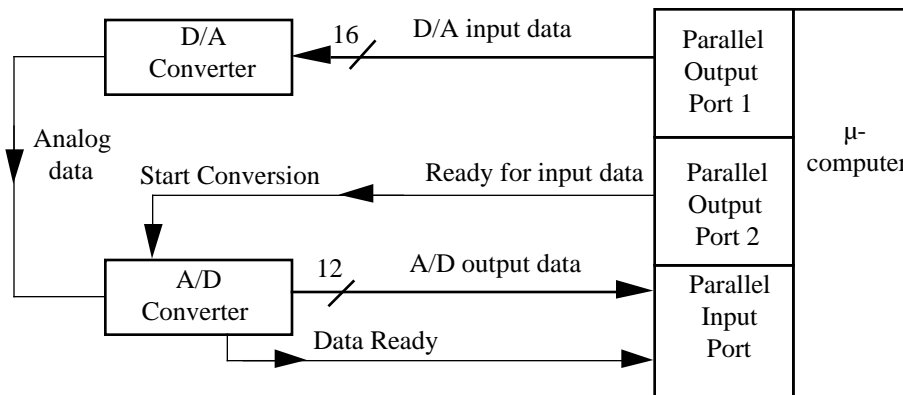 D/A
Converter
16
D/A input data
Parallel
Output
Port 1
μ-
computer
Analog
data
Start Conversion
Ready for input data
Parallel
Output
Port 2
A/D
Converter
12
A/D output data
Parallel
Input
Port
Data Ready